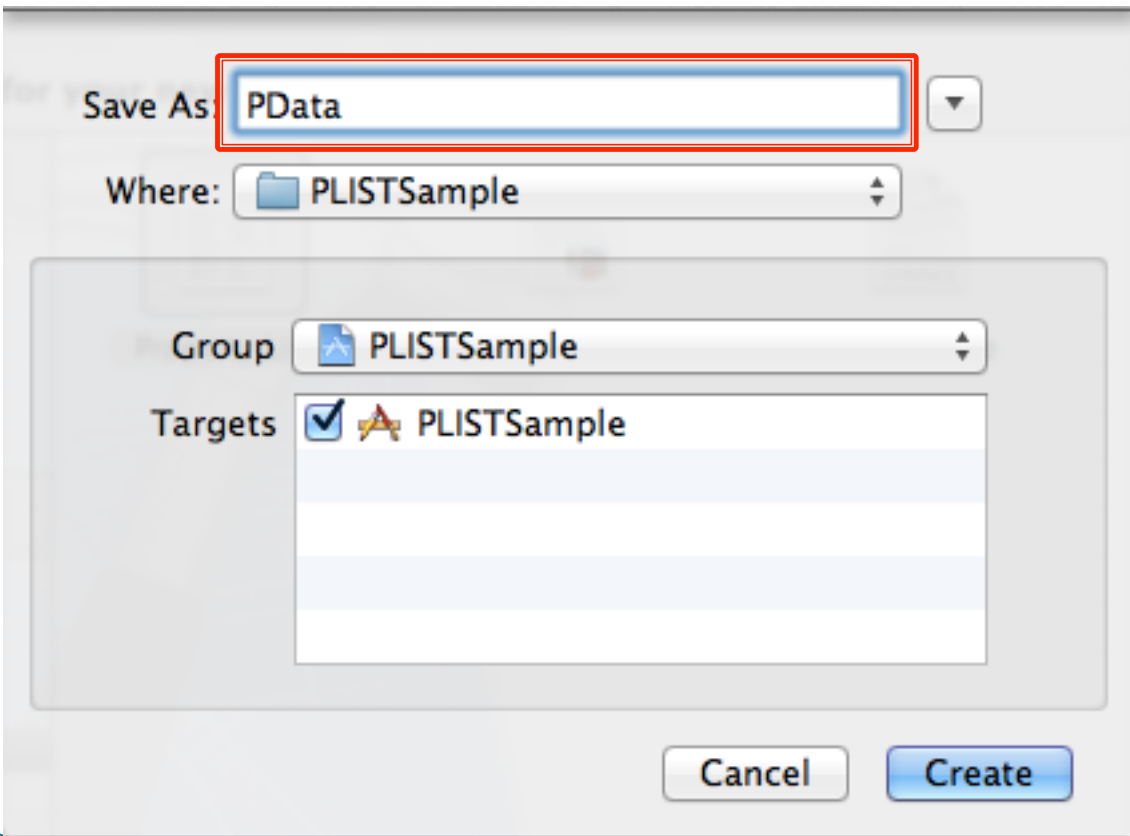 Save As: PData
Where: PLISTSample
Group PLISTSample
Targets PLISTSample
Cancel Create